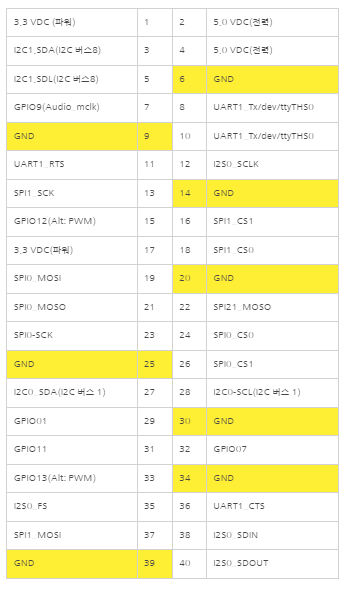 3,3 VDC (파워) 1 2 5,0 VDC(전력)
I2C1_SDA(I2C 버스8) 3 4 5,0 VDC(전력)
I2C1_SDL(I2C 버스8) 5 6 GND
GPIO9(Audio_mclk) 7 8 UART1_Tx/dev/ttyTHS0
GND 9 10 UART1_Tx/dev/ttyTHS0
UART1_RTS 11 12 I2S0_SCLK
SPI1_SCK 13 14 GND
GPIO12(Alt: PWM) 15 16 SPI1_CS1
3,3 VDC(파워) 17 18 SPI1_CS0
SPI0_MOSI 19 20 GND
SPI0_MOSO 21 22 SPI21_MOSO
SPI0-SCK 23 24 SPI0_CS0
GND 25 26 SPI0_CS1
I2C0_SDA(I2C 버스 1) 27 28 I2C0-SCL(I2C 버스 1)
GPIO01 29 30 GND
GPIO11 31 32 GPIO07
GPIO13(Alt: PWM) 33 34 GND
I2S0_FS 35 36 UART1_CTS
SPI1_MOSI 37 38 I2S0_SDIN
GND 39 40 I2S0_SDOUT